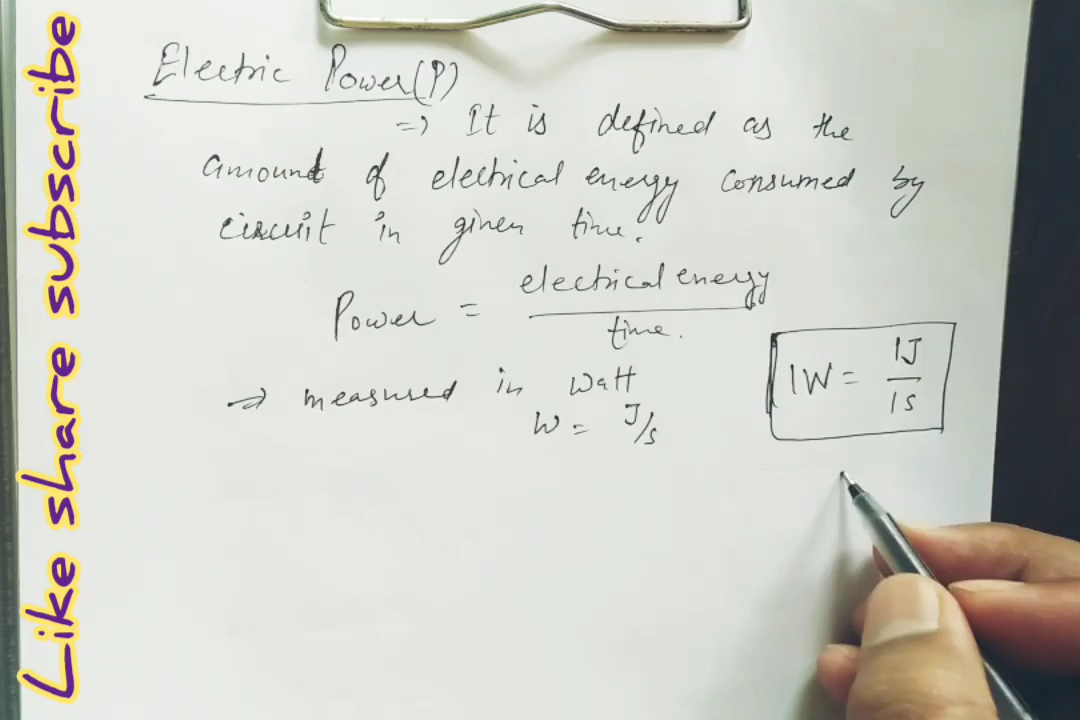 Like share subscribe
Electric Power(P)
=> It is defined as the
amount of electrical energy consumed by
circuit in given time.
Power = electrical energy
time.
→ measured in watt
W = J/s
1W = 1J
1s